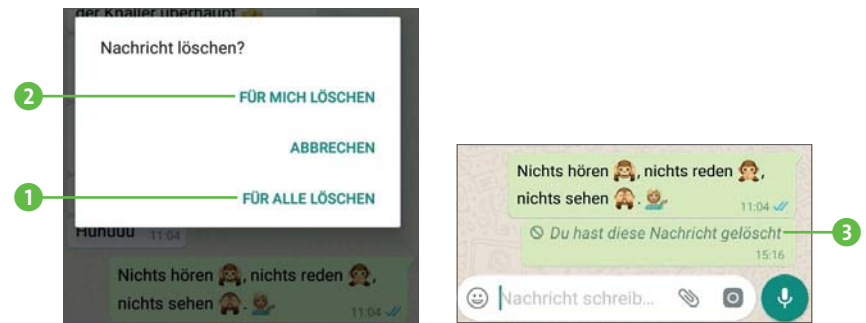 der Knaller überhaupt
Nachricht löschen?
2
FÜR MICH LÖSCHEN
ABBRECHEN
1
FÜR ALLE LÖSCHEN
Huhuuu 11:04
Nichts hören 🙉, nichts reden 🙊,
nichts sehen 🙈. 💁🏼 11:04
Nichts hören 🙉, nichts reden 🙊,
nichts sehen 🙈. 💁🏼 11:04
Du hast diese Nachricht gelöscht
3
15:16
Nachricht schreib...